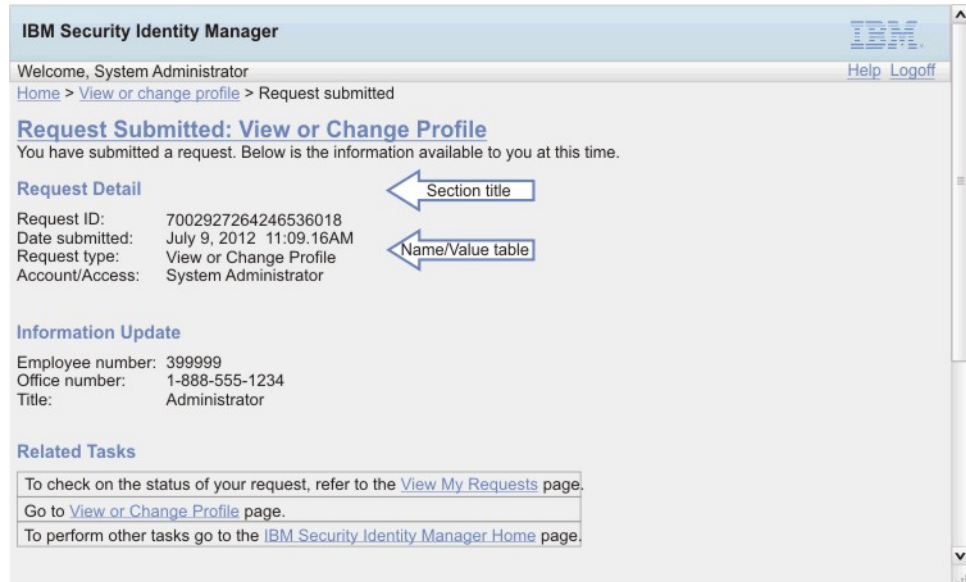 IBM Security Identity Manager
IBM.
Welcome, System Administrator
Help Logoff
Home > View or change profile > Request submitted
Request Submitted: View or Change Profile
You have submitted a request. Below is the information available to you at this time.
Request Detail
Section title
Request ID: 7002927264246536018
Date submitted: July 9, 2012 11:09.16AM
Request type: View or Change Profile
Account/Access: System Administrator
Name/Value table
Information Update
Employee number: 399999
Office number: 1-888-555-1234
Title: Administrator
Related Tasks
To check on the status of your request, refer to the View My Requests page.
Go to View or Change Profile page.
To perform other tasks go to the IBM Security Identity Manager Home page.